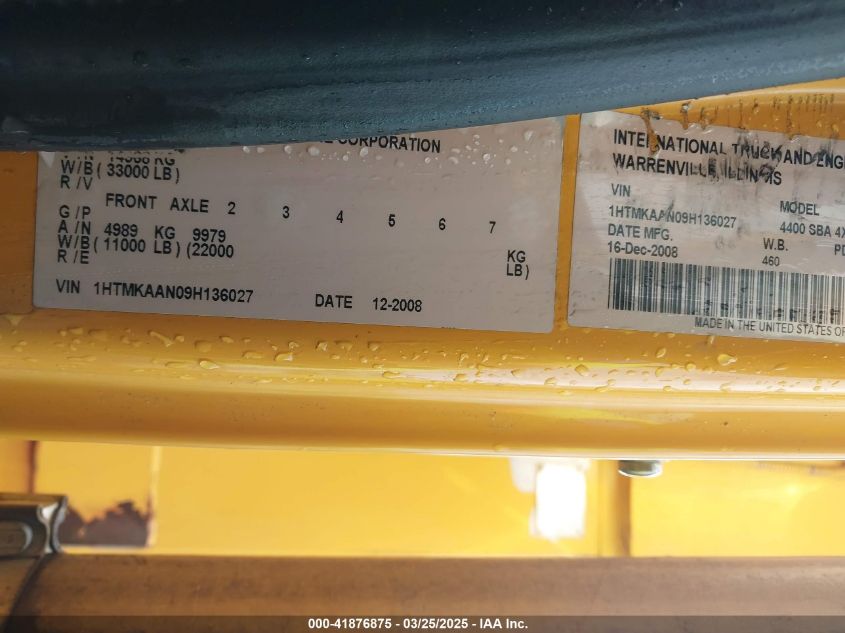 CORPORATION
W/B (33000 LB)
R /V
FRONT AXLE 2 3 4 5 6 7
G /P
A /N 4989 KG 9979 KG
W/B (11000 LB) (22000 LB)
R /E
VIN 1HTMKAAN09H136027 DATE 12-2008
INTERNATIONAL TRUCK AND
WARRENVILLE, ILLINOIS
VIN MODEL
1HTMKAAN09H136027 4400 SBA
DATE MFG. W.B.
16-Dec-2008 460
MADE IN THE UNITED STATES OF
000-41876875 — 03/25/2025 — IAA Inc.